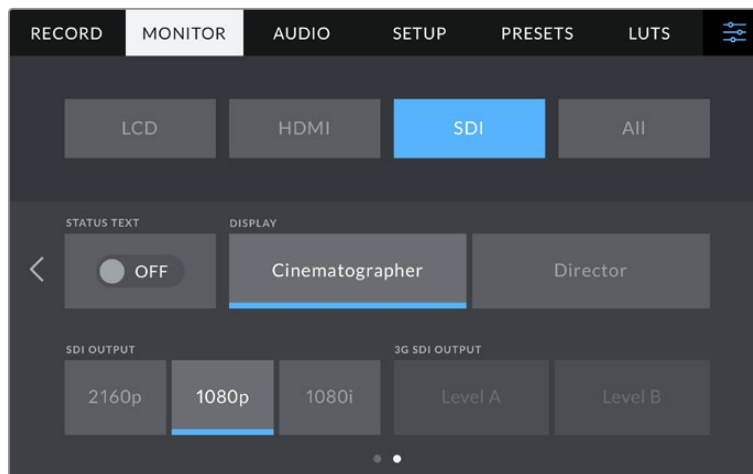 RECORD MONITOR AUDIO SETUP PRESETS LUTS
LCD HDMI SDI All
STATUS TEXT DISPLAY
OFF Cinematographer Director
SDI OUTPUT 3G SDI OUTPUT
2160p 1080p 1080i Level A Level B